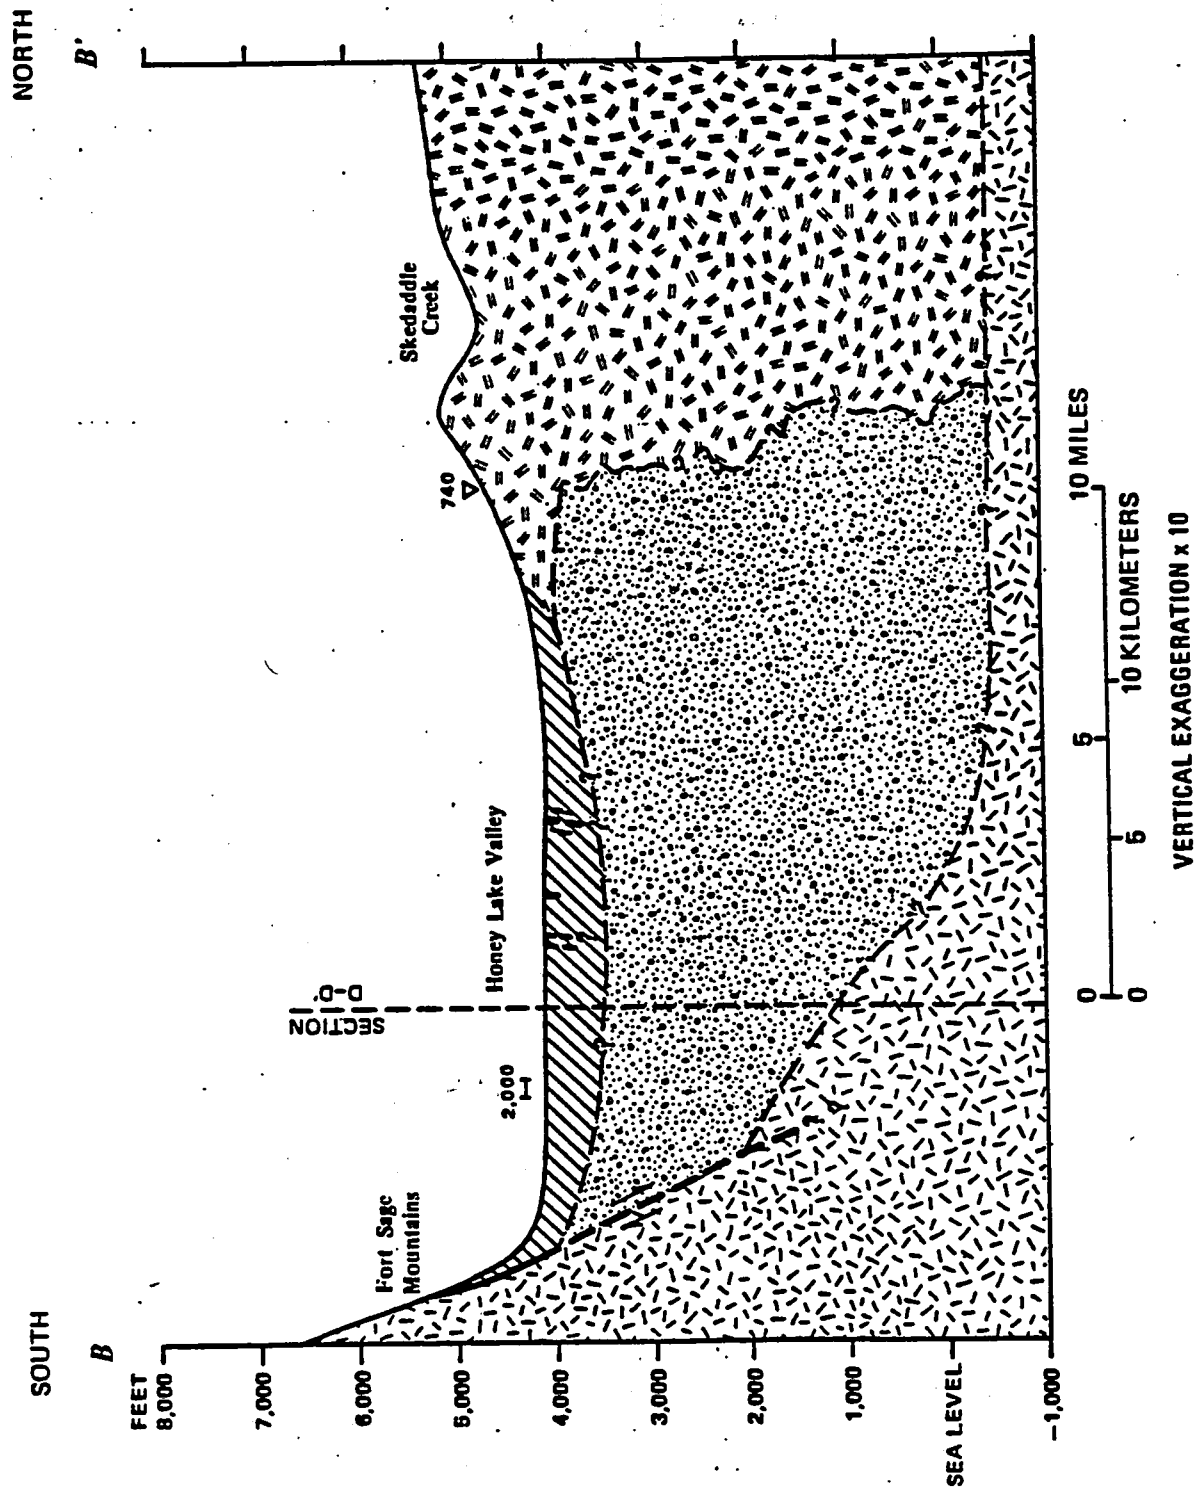 SOUTH
NORTH
B
B'
FEET
8,000
7,000
6,000
5,000
4,000
3,000
2,000
1,000
SEA LEVEL
−1,000
Fort Sage
Mountains
2,000
SECTION
D–D'
Honey Lake Valley
740
Skedaddle
Creek
0 5 10 MILES
0 5 10 KILOMETERS
VERTICAL EXAGGERATION x 10